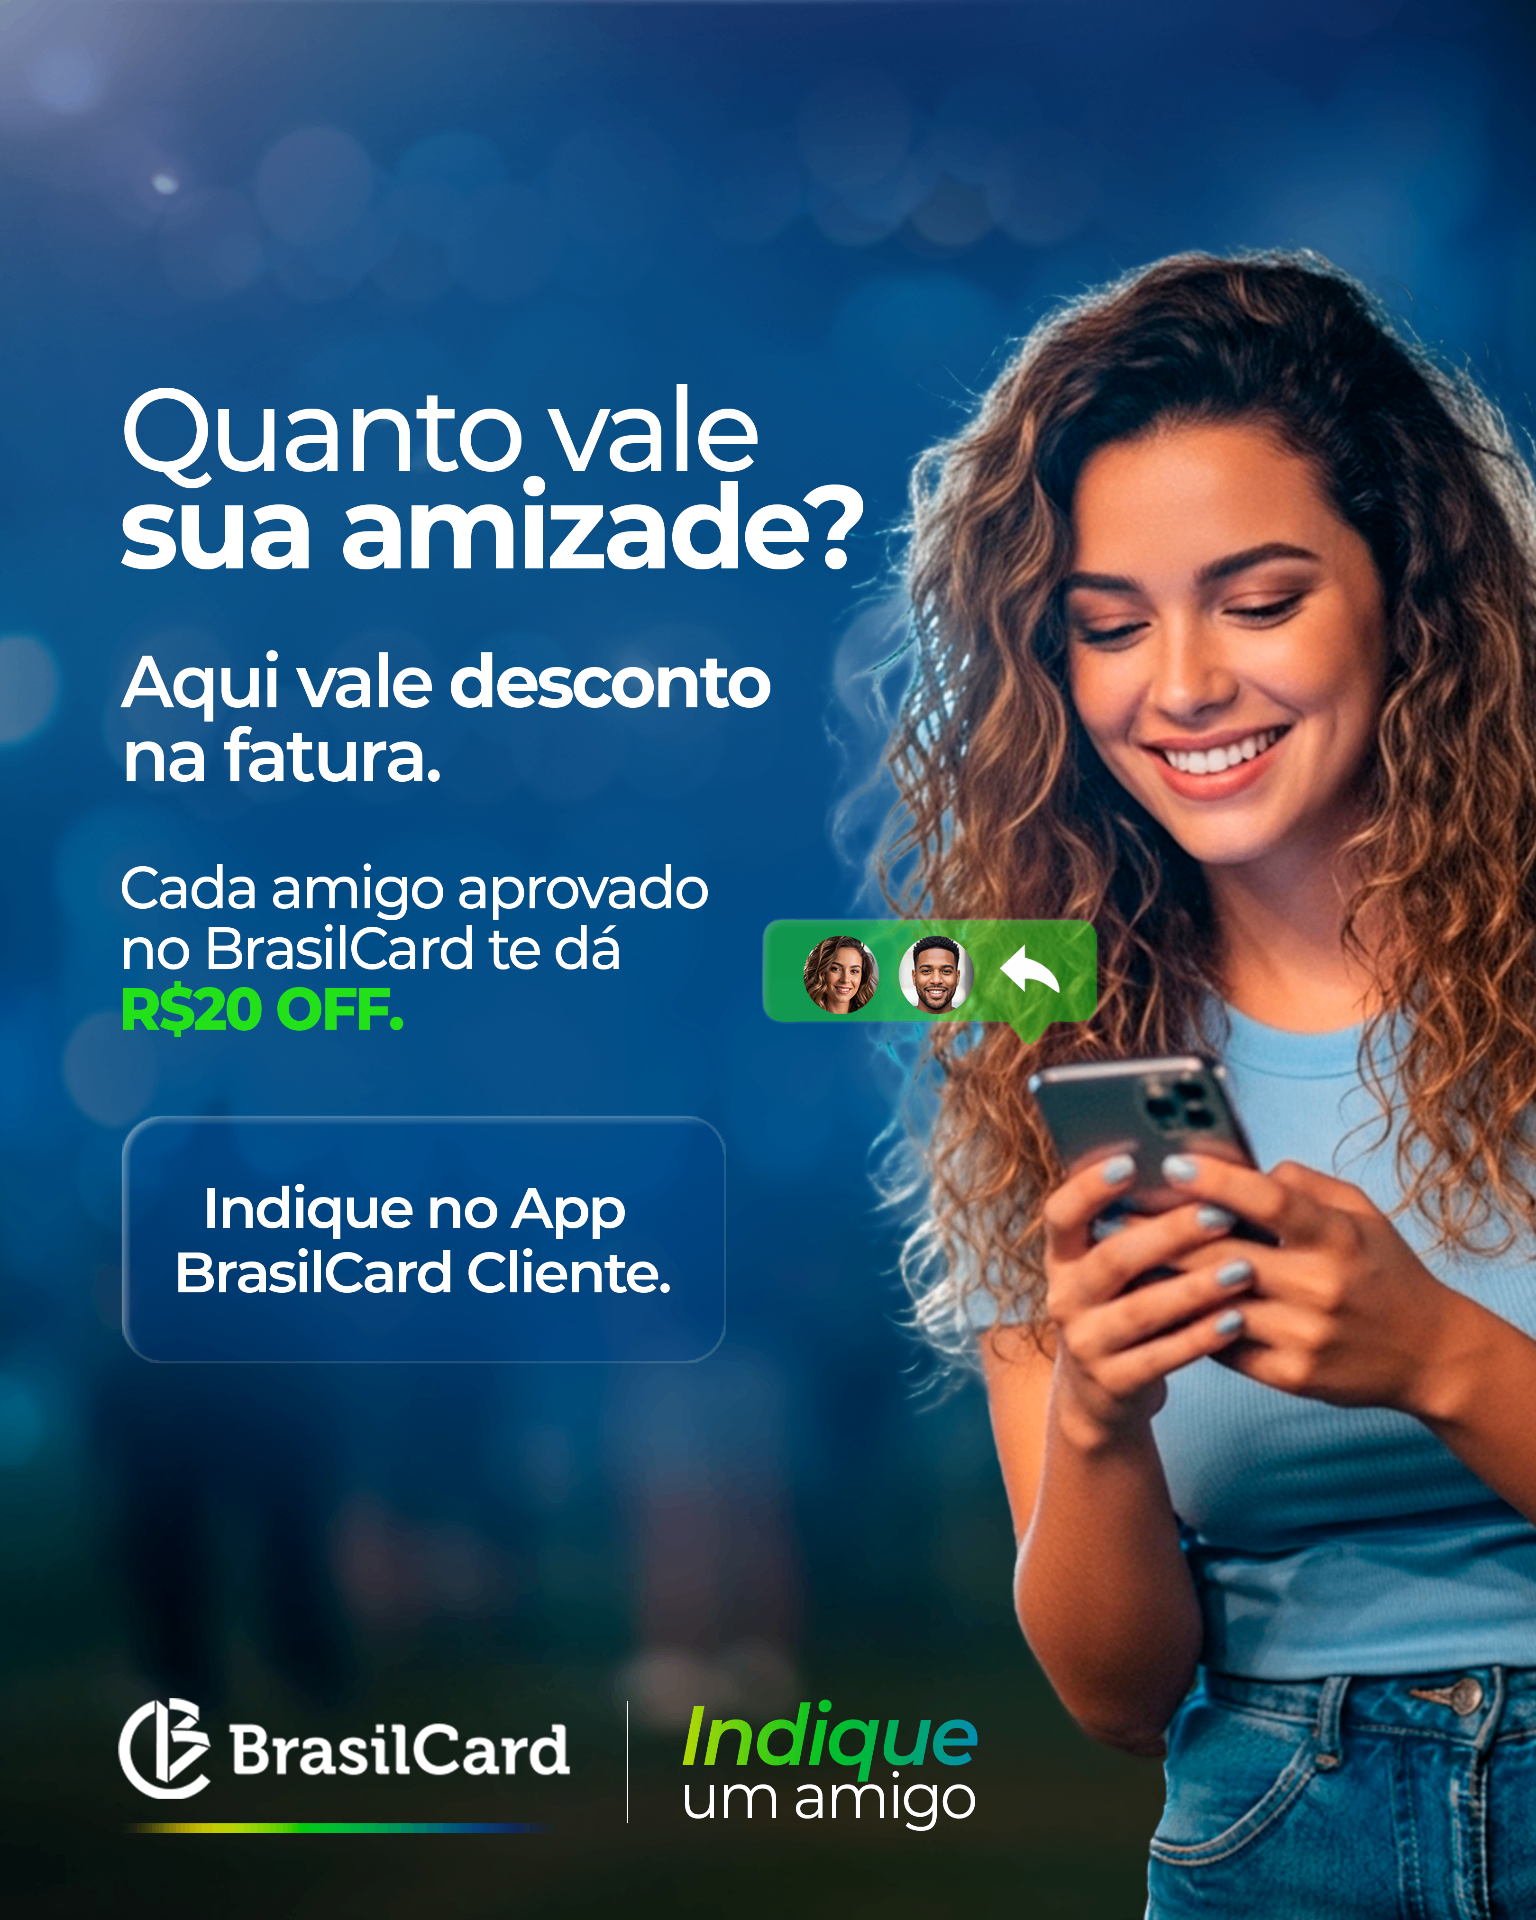 Quanto vale
sua amizade?
Aqui vale desconto
na fatura.
Cada amigo aprovado
no BrasilCard te dá
R$20 OFF.
Indique no App
BrasilCard Cliente.
BrasilCard
Indique
um amigo